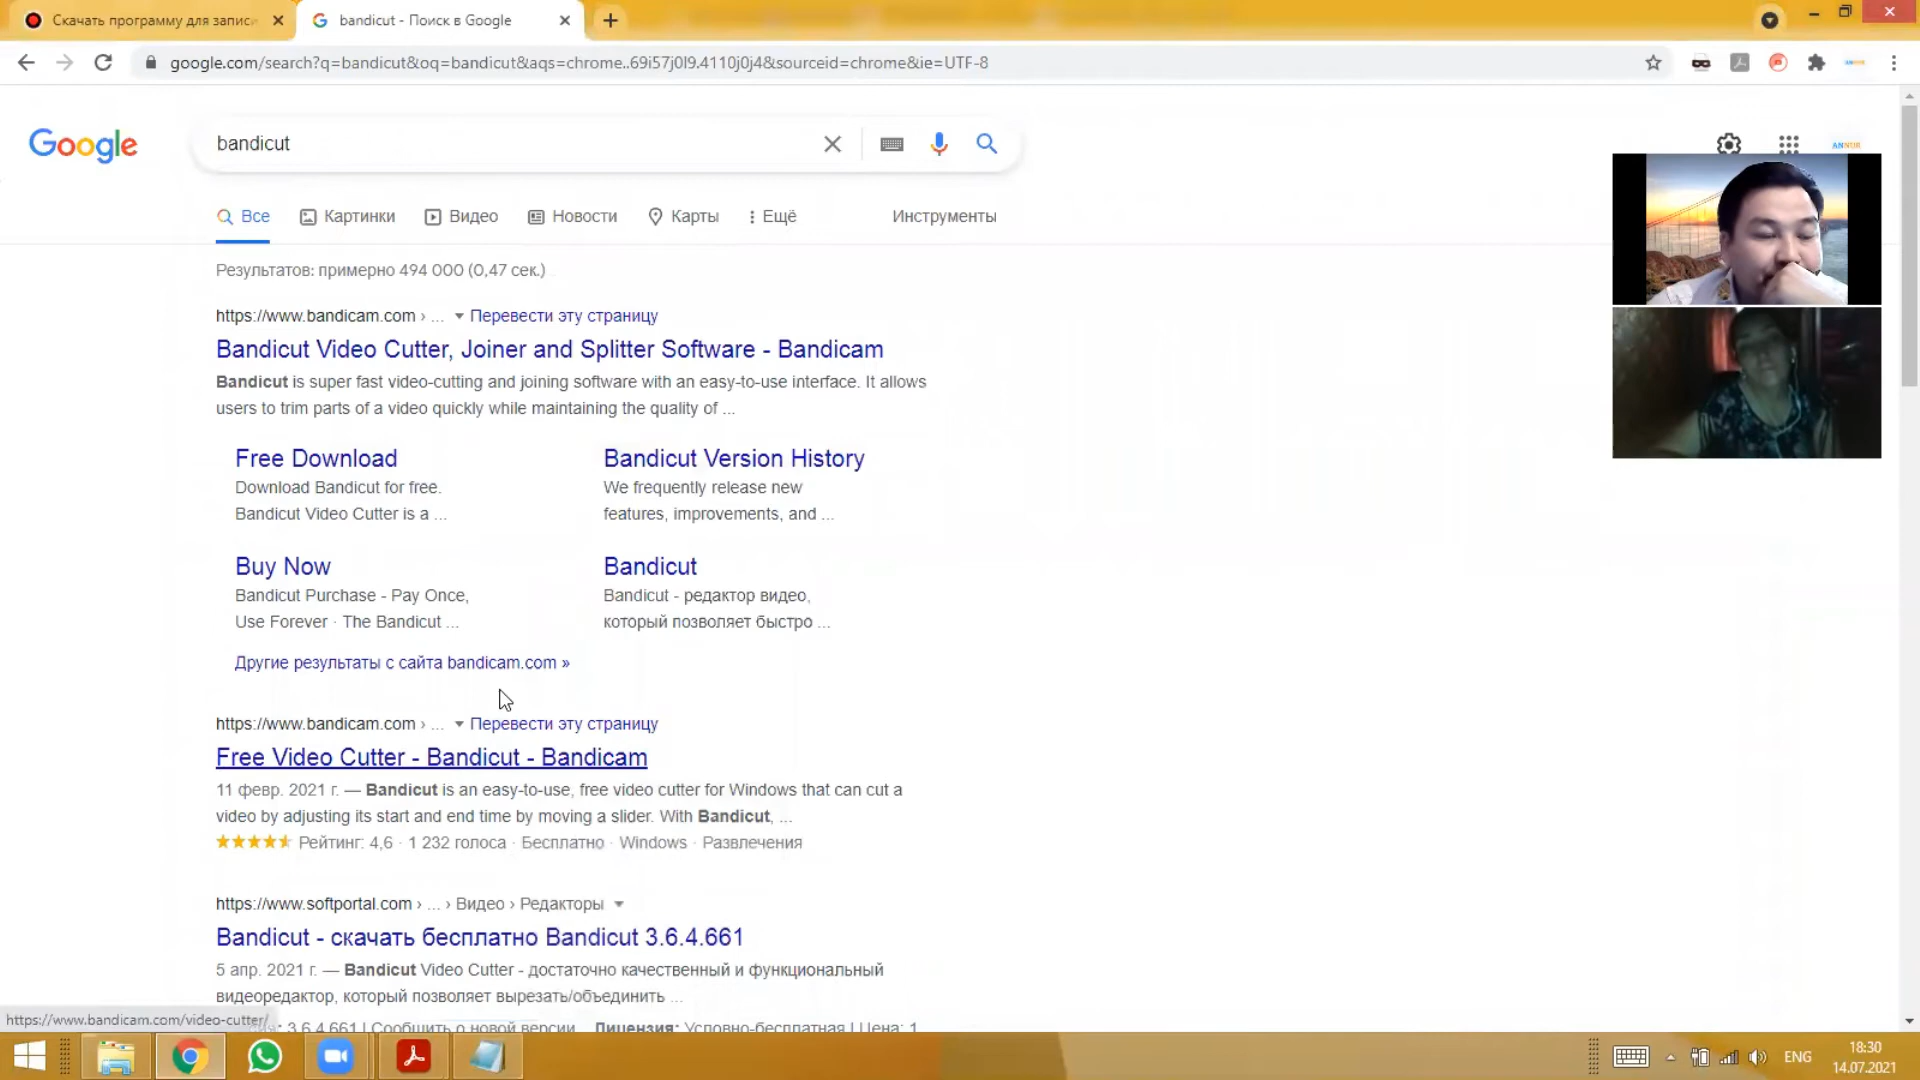 Скачать программу для записи
bandicut - Поиск в Google
google.com/search?q=bandicut&oq=bandicut&aqs=chrome..69i57j0l9.4110j0j4&sourceid=chrome&ie=UTF-8
Google
bandicut
ANNUR
Все
Картинки
Видео
Новости
Карты
Ещё
Инструменты
Результатов: примерно 494 000 (0,47 сек.)
https://www.bandicam.com › ... Перевести эту страницу
Bandicut Video Cutter, Joiner and Splitter Software - Bandicam
Bandicut is super fast video-cutting and joining software with an easy-to-use interface. It allows
users to trim parts of a video quickly while maintaining the quality of ...
Free Download
Download Bandicut for free.
Bandicut Video Cutter is a ...
Bandicut Version History
We frequently release new
features, improvements, and ...
Buy Now
Bandicut Purchase - Pay Once,
Use Forever · The Bandicut ...
Bandicut
Bandicut - редактор видео,
который позволяет быстро ...
Другие результаты с сайта bandicam.com »
https://www.bandicam.com › ... Перевести эту страницу
Free Video Cutter - Bandicut - Bandicam
11 февр. 2021 г. — Bandicut is an easy-to-use, free video cutter for Windows that can cut a
video by adjusting its start and end time by moving a slider. With Bandicut, ...
Рейтинг: 4,6 · 1 232 голоса · Бесплатно · Windows · Развлечения
https://www.softportal.com › ... › Видео › Редакторы
Bandicut - скачать бесплатно Bandicut 3.6.4.661
5 апр. 2021 г. — Bandicut Video Cutter - достаточно качественный и функциональный
видеоредактор, который позволяет вырезать/объединить ...
3.6.4.661 | Сообщить о новой версии Лицензия: Условно-бесплатная | Цена: 1
https://www.bandicam.com/video-cutter/
ENG
18:30
14.07.2021